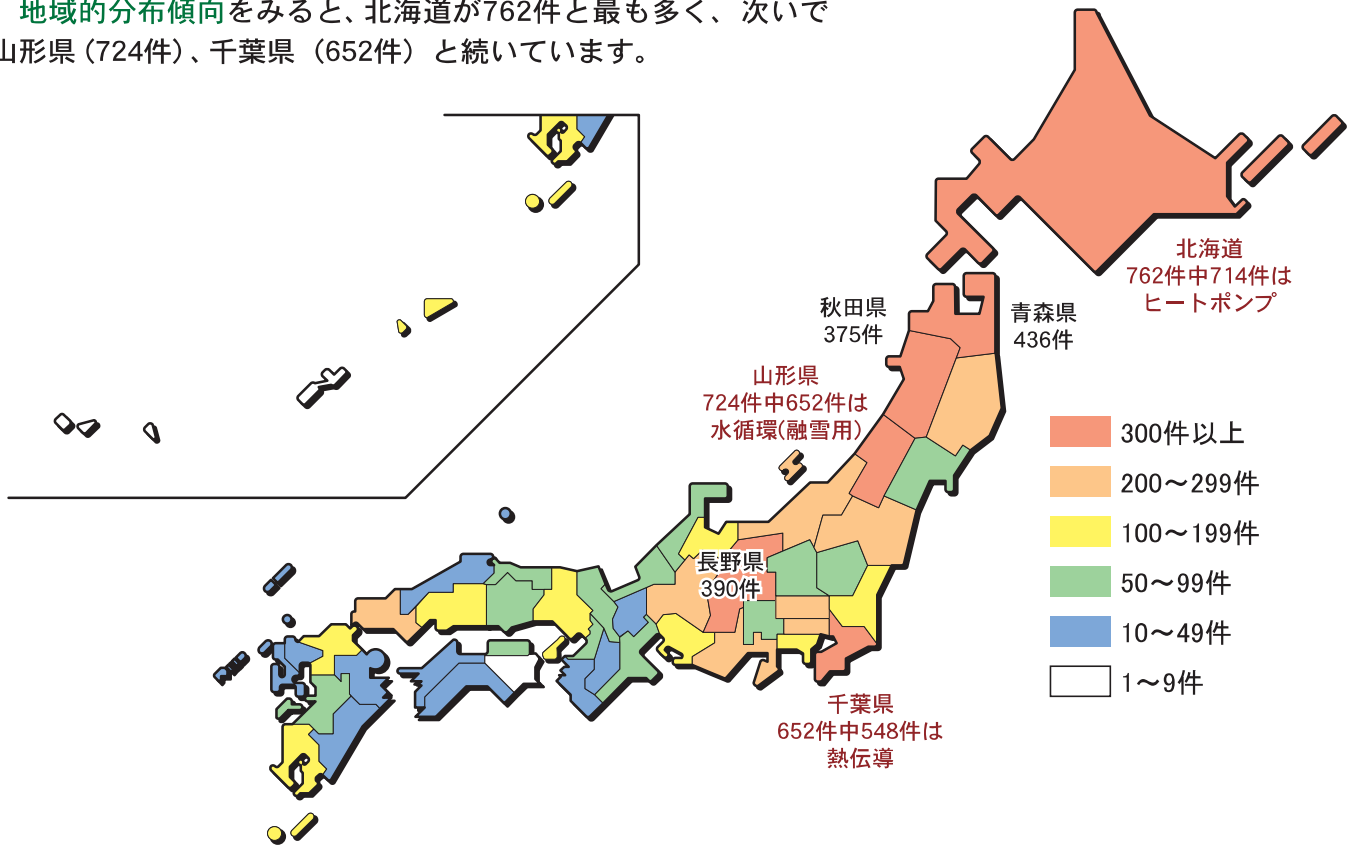 地域的分布傾向をみると、北海道が762件と最も多く、次いで
山形県（724件）、千葉県（652件）と続いています。
北海道
762件中714件は
ヒートポンプ
秋田県
375件
青森県
436件
山形県
724件中652件は
水循環(融雪用)
長野県
390件
千葉県
652件中548件は
熱伝導
300件以上
200～299件
100～199件
50～99件
10～49件
1～9件